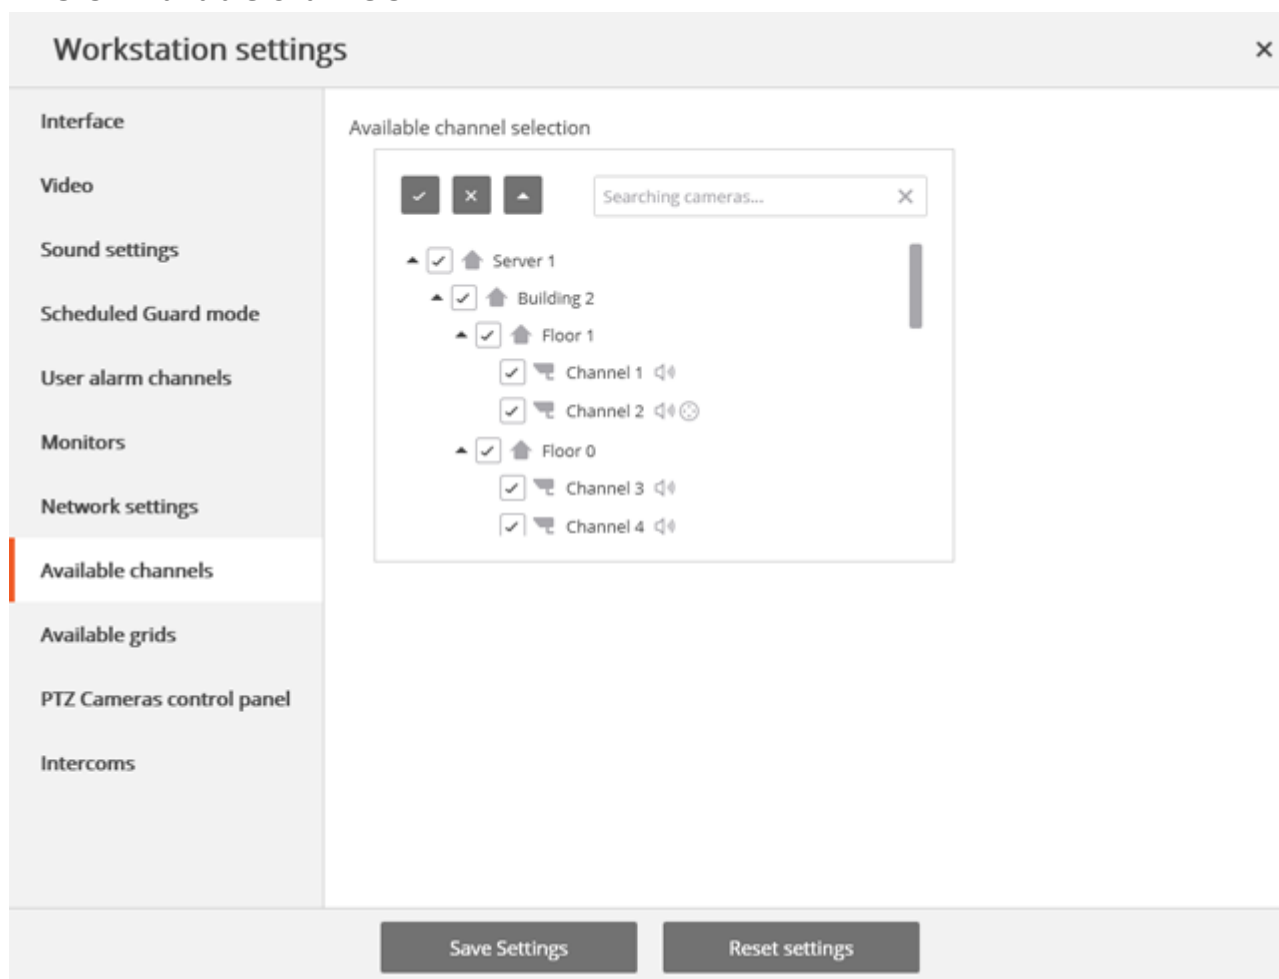 Workstation settings
Interface
Video
Sound settings
Scheduled Guard mode
User alarm channels
Monitors
Network settings
Available channels
Available grids
PTZ Cameras control panel
Intercoms
Available channel selection
Searching cameras...
Server 1
Building 2
Floor 1
Channel 1
Channel 2
Floor 0
Channel 3
Channel 4
Save Settings
Reset settings